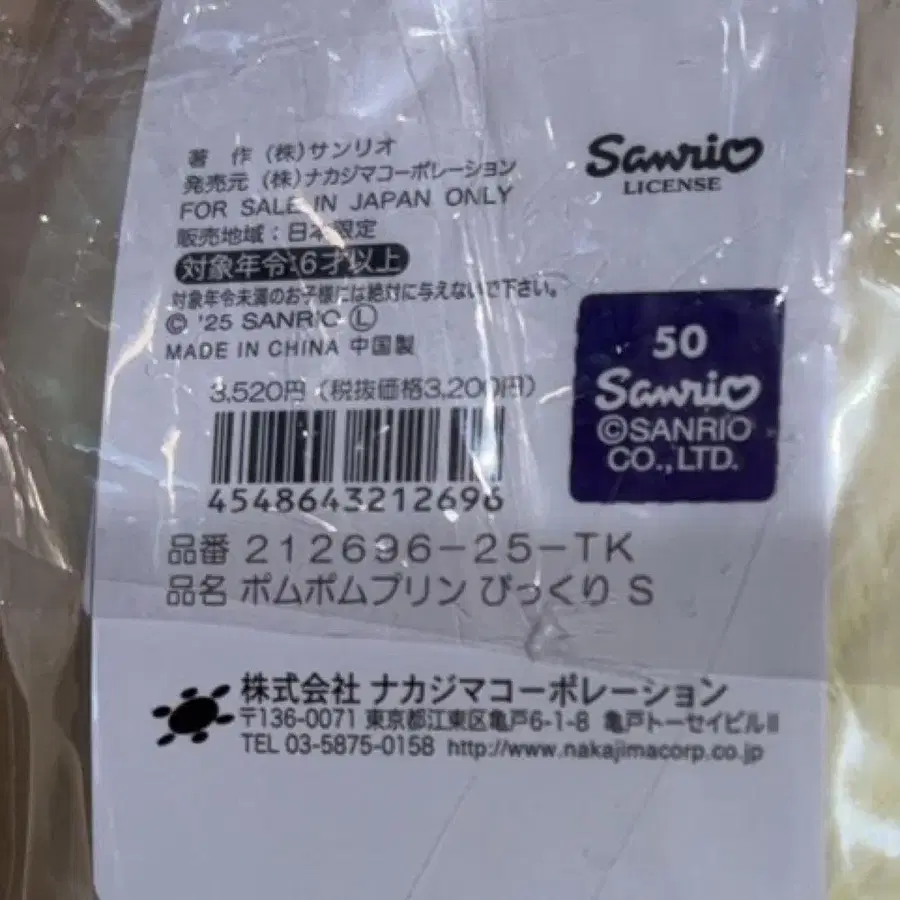 著 作 (株)サンリオ
発売元 (株)ナカジマコーポレーション
FOR SALE IN JAPAN ONLY
販売地域:日本限定
対象年令:6才以上
対象年令未満のお子様には絶対に与えないで下さい。
© '25 SANRIO Ⓛ
MADE IN CHINA 中国製
3,520円(税抜価格3,200円)
4548643212696
Sanrio
LICENSE
50
Sanrio
©SANRIO
CO.,LTD.
品番 212696-25-TK
品名 ポムポムプリン びっくり S
株式会社 ナカジマコーポレーション
〒136-0071 東京都江東区亀戸6-1-8 亀戸トーセイビルⅡ
TEL 03-5875-0158 http://www.nakajimacorp.co.jp